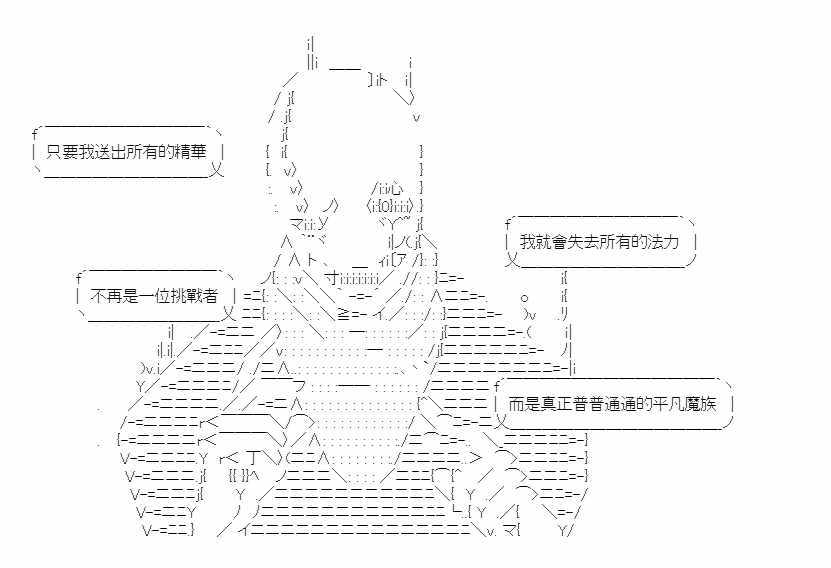 只要我送出所有的精華
我就會失去所有的法力
不再是一位挑戰者
而是真正普普通通的平凡魔族